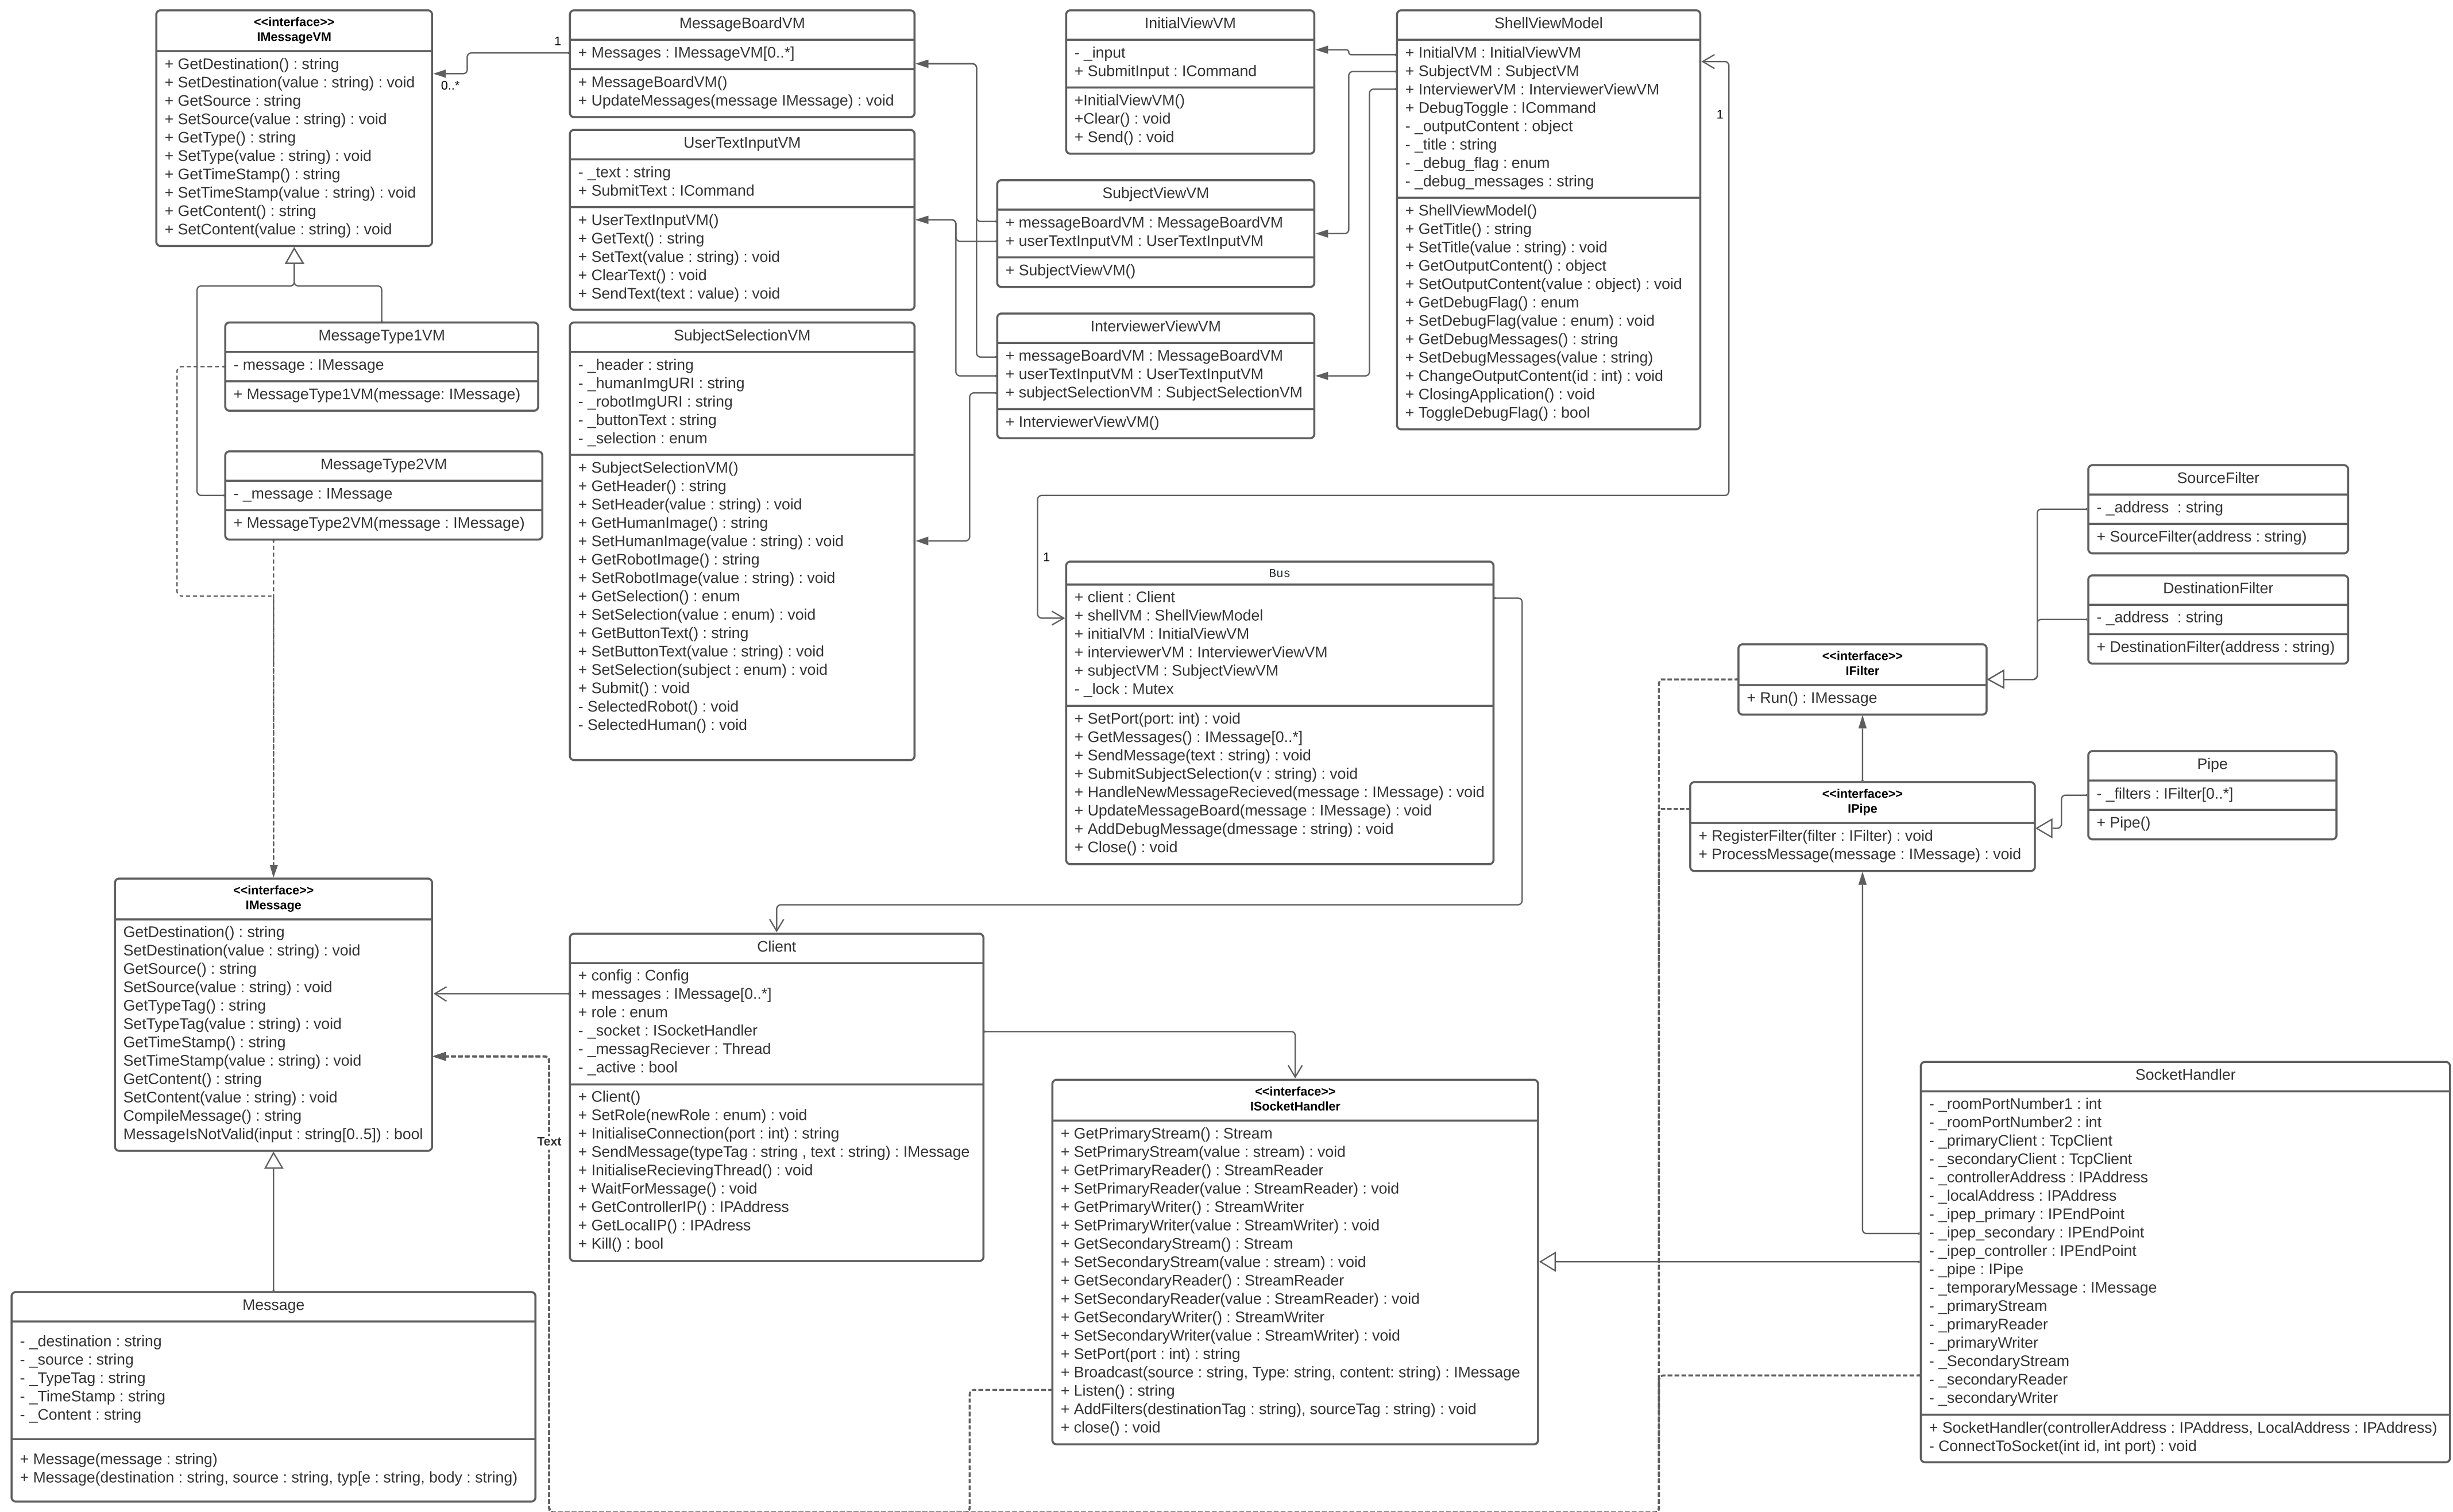 <<interface>>
IMessageVM
+ GetDestination() : string
+ SetDestination(value : string) : void
+ GetSource : string
+ SetSource(value : string) : void
+ GetType() : string
+ SetType(value : string) : void
+ GetTimeStamp() : string
+ SetTimeStamp(value : string) : void
+ GetContent() : string
+ SetContent(value : string) : void
1
0..*
MessageBoardVM
+ Messages : IMessageVM[0..*]
+ MessageBoardVM()
+ UpdateMessages(message IMessage) : void
UserTextInputVM
- _text : string
+ SubmitText : ICommand
+ UserTextInputVM()
+ GetText() : string
+ SetText(value : string) : void
+ ClearText() : void
+ SendText(text : value) : void
SubjectSelectionVM
- _header : string
- _humanImgURI : string
- _robotImgURI : string
- _buttonText : string
- _selection : enum
+ SubjectSelectionVM()
+ GetHeader() : string
+ SetHeader(value : string) : void
+ GetHumanImage() : string
+ SetHumanImage(value : string) : void
+ GetRobotImage() : string
+ SetRobotImage(value : string) : void
+ GetSelection() : enum
+ SetSelection(value : enum) : void
+ GetButtonText() : string
+ SetButtonText(value : string) : void
+ SetSelection(subject : enum) : void
+ Submit() : void
- SelectedRobot() : void
- SelectedHuman() : void
InitialViewVM
- _input
+ SubmitInput : ICommand
+InitialViewVM()
+Clear() : void
+ Send() : void
SubjectViewVM
+ messageBoardVM : MessageBoardVM
+ userTextInputVM : UserTextInputVM
+ SubjectViewVM()
InterviewerViewVM
+ messageBoardVM : MessageBoardVM
+ userTextInputVM : UserTextInputVM
+ subjectSelectionVM : SubjectSelectionVM
+ InterviewerViewVM()
ShellViewModel
+ InitialVM : InitialViewVM
+ SubjectVM : SubjectVM
+ InterviewerVM : InterviewerViewVM
+ DebugToggle : ICommand
- _outputContent : object
- _title : string
- _debug_flag : enum
- _debug_messages : string
+ ShellViewModel()
+ GetTitle() : string
+ SetTitle(value : string) : void
+ GetOutputContent() : object
+ SetOutputContent(value : object) : void
+ GetDebugFlag() : enum
+ SetDebugFlag(value : enum) : void
+ GetDebugMessages() : string
+ SetDebugMessages(value : string)
+ ChangeOutputContent(id : int) : void
+ ClosingApplication() : void
+ ToggleDebugFlag() : bool
1
1
MessageType1VM
- message : IMessage
+ MessageType1VM(message: IMessage)
MessageType2VM
- _message : IMessage
+ MessageType2VM(message : IMessage)
Bus
+ client : Client
+ shellVM : ShellViewModel
+ initialVM : InitialViewVM
+ interviewerVM : InterviewerViewVM
+ subjectVM : SubjectViewVM
- _lock : Mutex
+ SetPort(port: int) : void
+ GetMessages() : IMessage[0..*]
+ SendMessage(text : string) : void
+ SubmitSubjectSelection(v : string) : void
+ HandleNewMessageRecieved(message : IMessage) : void
+ UpdateMessageBoard(message : IMessage) : void
+ AddDebugMessage(dmessage : string) : void
+ Close() : void
SourceFilter
- _address  : string
+ SourceFilter(address : string)
DestinationFilter
- _address  : string
+ DestinationFilter(address : string)
<<interface>>
IFilter
+ Run() : IMessage
<<interface>>
IPipe
+ RegisterFilter(filter : IFilter) : void
+ ProcessMessage(message : IMessage) : void
Pipe
- _filters : IFilter[0..*]
+ Pipe()
<<interface>>
IMessage
GetDestination() : string
SetDestination(value : string) : void
GetSource() : string
SetSource(value : string) : void
GetTypeTag() : string
SetTypeTag(value : string) : void
GetTimeStamp() : string
SetTimeStamp(value : string) : void
GetContent() : string
SetContent(value : string) : void
CompileMessage() : string
MessageIsNotValid(input : string[0..5]) : bool
Text
Client
+ config : Config
+ messages : IMessage[0..*]
+ role : enum
- _socket : ISocketHandler
- _messagReciever : Thread
- _active : bool
+ Client()
+ SetRole(newRole : enum) : void
+ InitialiseConnection(port : int) : string
+ SendMessage(typeTag : string , text : string) : IMessage
+ InitialiseRecievingThread() : void
+ WaitForMessage() : void
+ GetControllerIP() : IPAddress
+ GetLocalIP() : IPAdress
+ Kill() : bool
<<interface>>
ISocketHandler
+ GetPrimaryStream() : Stream
+ SetPrimaryStream(value : stream) : void
+ GetPrimaryReader() : StreamReader
+ SetPrimaryReader(value : StreamReader) : void
+ GetPrimaryWriter() : StreamWriter
+ SetPrimaryWriter(value : StreamWriter) : void
+ GetSecondaryStream() : Stream
+ SetSecondaryStream(value : stream) : void
+ GetSecondaryReader() : StreamReader
+ SetSecondaryReader(value : StreamReader) : void
+ GetSecondaryWriter() : StreamWriter
+ SetSecondaryWriter(value : StreamWriter) : void
+ SetPort(port : int) : string
+ Broadcast(source : string, Type: string, content: string) : IMessage
+ Listen() : string
+ AddFilters(destinationTag : string), sourceTag : string) : void
+ close() : void
SocketHandler
- _roomPortNumber1 : int
- _roomPortNumber2 : int
- _primaryClient : TcpClient
- _secondaryClient : TcpClient
- _controllerAddress : IPAddress
- _localAddress : IPAddress
- _ipep_primary : IPEndPoint
- _ipep_secondary : IPEndPoint
- _ipep_controller : IPEndPoint
- _pipe : IPipe
- _temporaryMessage : IMessage
- _primaryStream
- _primaryReader
- _primaryWriter
- _SecondaryStream
- _secondaryReader
- _secondaryWriter
+ SocketHandler(controllerAddress : IPAddress, LocalAddress : IPAddress)
- ConnectToSocket(int id, int port) : void
Message
- _destination : string
- _source : string
- _TypeTag : string
- _TimeStamp : string
- _Content : string
+ Message(message : string)
+ Message(destination : string, source : string, typ[e : string, body : string)